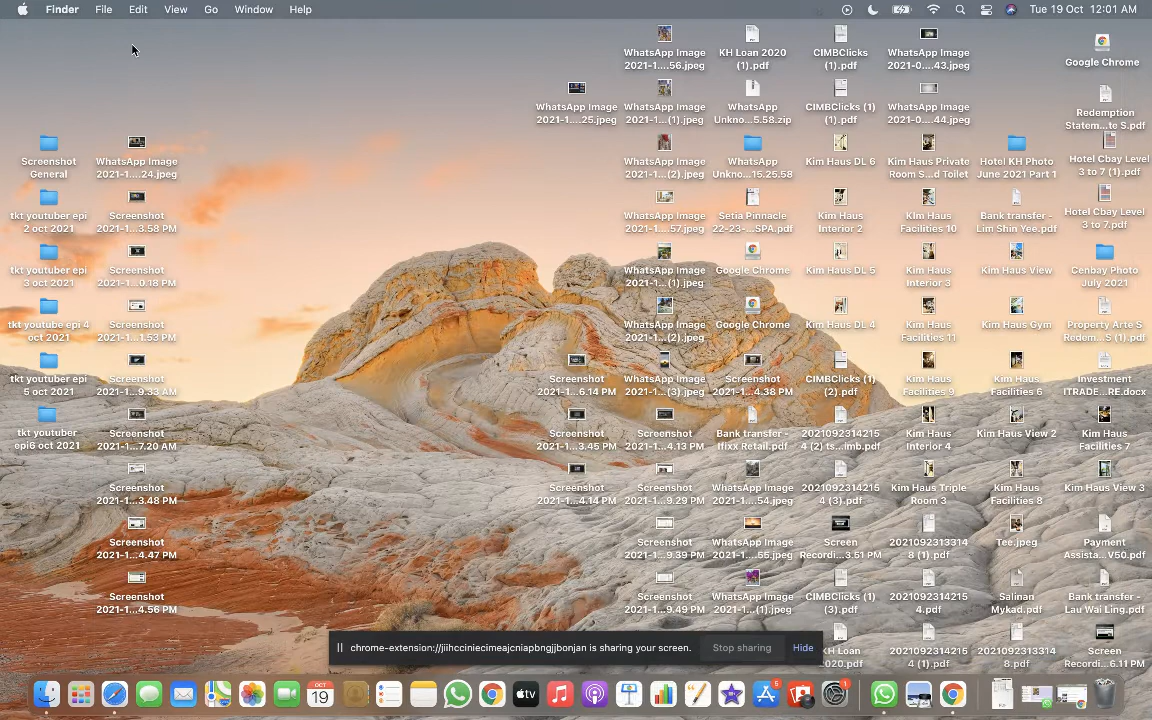 Finder File Edit View Go Window Help
Tue 19 Oct 12:01 AM
WhatsApp Image
2021-1....56.jpeg
KH Loan 2020
(1).pdf
CIMBClicks
(1).pdf
WhatsApp Image
2021-0....43.jpeg
Google Chrome
WhatsApp Image
2021-1....25.jpeg
WhatsApp Image
2021-1...(1).jpeg
WhatsApp
Unkno...5.58.zip
CIMBClicks (1)
(1).pdf
WhatsApp Image
2021-0....44.jpeg
Redemption
Statem...te S.pdf
Screenshot
General
WhatsApp Image
2021-1....24.jpeg
WhatsApp Image
2021-1...(2).jpeg
WhatsApp
Unkno...15.25.58
Kim Haus DL 6
Kim Haus Private
Room S...d Toilet
Hotel KH Photo
June 2021 Part 1
Hotel Cbay Level
3 to 7 (1).pdf
tkt youtuber epi
2 oct 2021
Screenshot
2021-1...3.58 PM
WhatsApp Image
2021-1....57.jpeg
Setia Pinnacle
22-23-...SPA.pdf
Kim Haus
Interior 2
Kim Haus
Facilities 10
Bank transfer -
Lim Shin Yee.pdf
Hotel Cbay Level
3 to 7.pdf
tkt youtuber epi
3 oct 2021
Screenshot
2021-1...0.18 PM
WhatsApp Image
2021-1...(1).jpeg
Google Chrome
Kim Haus DL 5
Kim Haus
Interior 3
Kim Haus View
Cenbay Photo
July 2021
tkt youtube epi 4
oct 2021
Screenshot
2021-1...1.53 PM
WhatsApp Image
2021-1...(2).jpeg
Google Chrome
Kim Haus DL 4
Kim Haus
Facilities 11
Kim Haus Gym
Property Arte S
Redem...S (1).pdf
tkt youtuber epi
5 oct 2021
Screenshot
2021-1...9.33 AM
Screenshot
2021-1...6.14 PM
WhatsApp Image
2021-1...(3).jpeg
Screenshot
2021-1...4.38 PM
CIMBClicks (1)
(2).pdf
Kim Haus
Facilities 9
Kim Haus
Facilities 6
Investment
ITRADE...RE.docx
tkt youtuber
epi6 oct 2021
Screenshot
2021-1...7.20 AM
Screenshot
2021-1...3.45 PM
Screenshot
2021-1...4.13 PM
Bank transfer -
Ifixx Retail.pdf
2021092314215
4 (2) ts...imb.pdf
Kim Haus
Interior 4
Kim Haus View 2
Kim Haus
Facilities 7
Screenshot
2021-1...3.48 PM
Screenshot
2021-1...4.14 PM
Screenshot
2021-1...9.29 PM
WhatsApp Image
2021-1....54.jpeg
2021092314215
4 (3).pdf
Kim Haus Triple
Room 3
Kim Haus
Facilities 8
Kim Haus View 3
Screenshot
2021-1...4.47 PM
Screenshot
2021-1...9.39 PM
WhatsApp Image
2021-1....55.jpeg
Screen
Recordi...3.51 PM
2021092313314
8 (1).pdf
Tee.jpeg
Payment
Assista...V50.pdf
Screenshot
2021-1...4.56 PM
Screenshot
2021-1...9.49 PM
WhatsApp Image
2021-1...(1).jpeg
CIMBClicks (1)
(3).pdf
2021092314215
4.pdf
Salinan
Mykad.pdf
Bank transfer -
Lau Wai Ling.pdf
KH Loan
2020.pdf
2021092314215
4 (1).pdf
2021092313314
8.pdf
Screen
Recordi...6.11 PM
chrome-extension://jiihcciniecimeajcniapbngjjbonjan is sharing your screen. Stop sharing Hide
OCT
19
tv
5
1